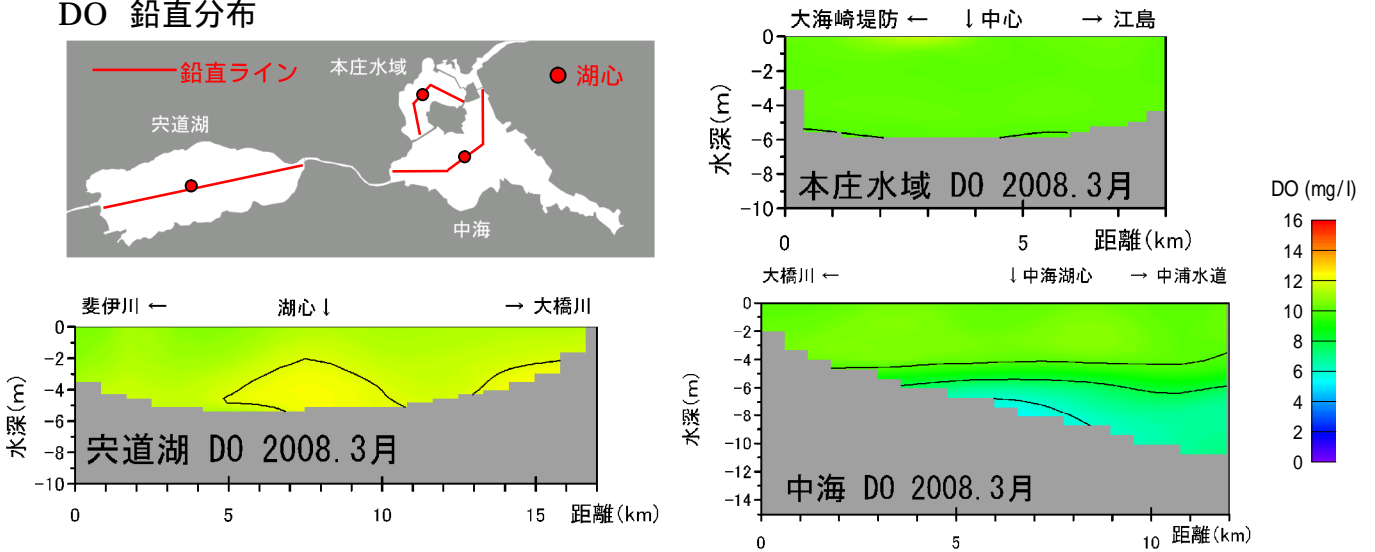 DO 鉛直分布
鉛直ライン
本庄水域
湖心
宍道湖
中海
大海崎堤防 ← ↓中心 → 江島
0
-2
-4
-6
-8
-10
水深(m)
本庄水域 DO 2008.3月
0 5 距離(km)
DO (mg/l)
16
14
12
10
8
6
4
2
0
斐伊川 ← 湖心↓ → 大橋川
0
-2
-4
-6
-8
-10
水深(m)
宍道湖 DO 2008.3月
0 5 10 15 距離(km)
大橋川 ← ↓中海湖心 → 中浦水道
0
-2
-4
-6
-8
-10
-12
-14
水深(m)
中海 DO 2008.3月
0 5 10 距離(km)